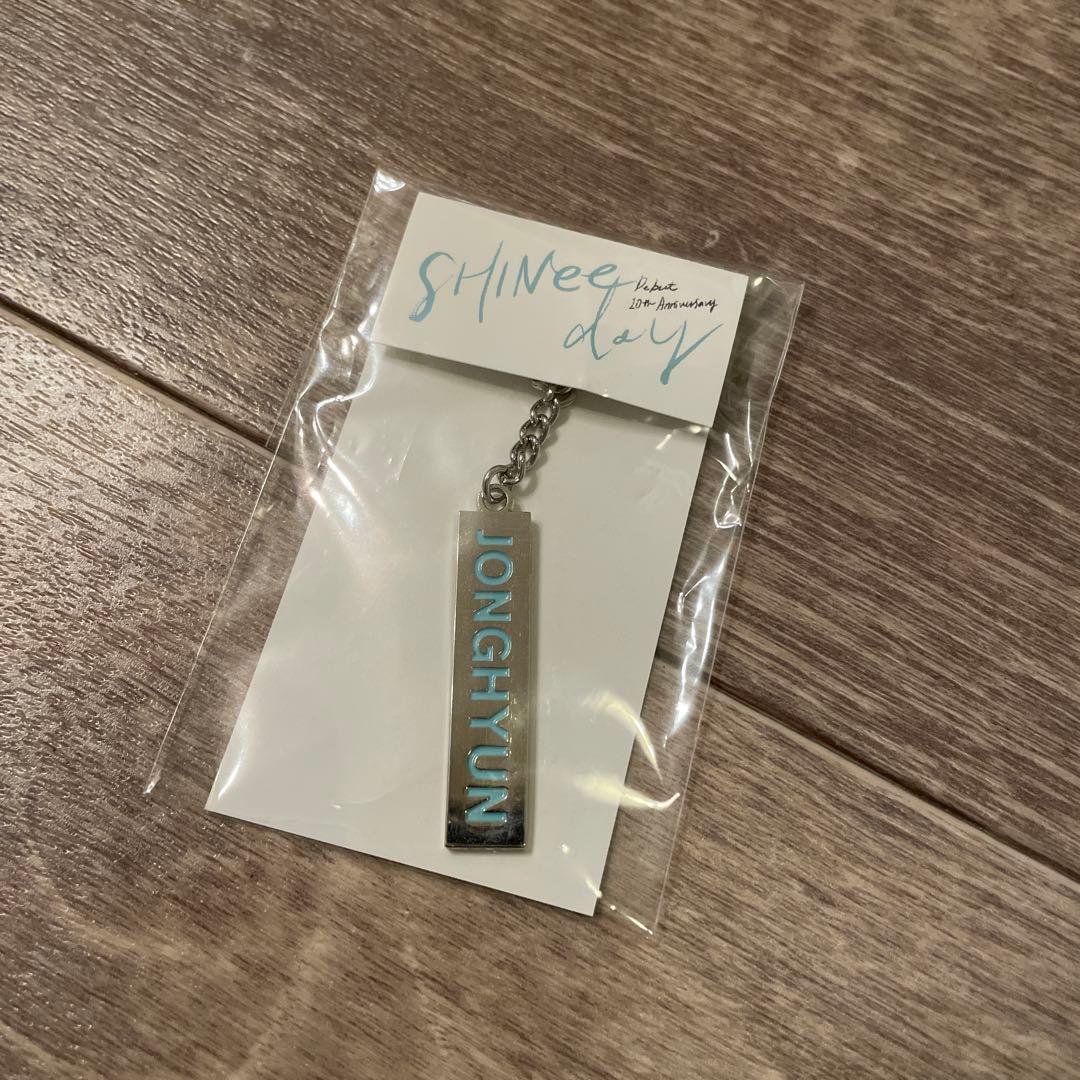 SHINee
Debut
10th Anniversary
day
JONGHYUN